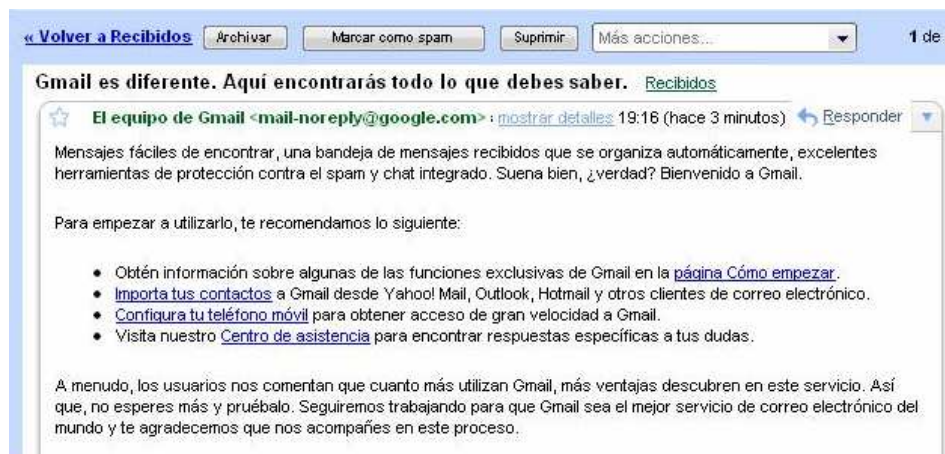 « Volver a Recibidos Archivar Marcar como spam Suprimir Más acciones... 1 de
Gmail es diferente. Aquí encontrarás todo lo que debes saber. Recibidos
El equipo de Gmail <mail-noreply@google.com> mostrar detalles 19:16 (hace 3 minutos) Responder
Mensajes fáciles de encontrar, una bandeja de mensajes recibidos que se organiza automáticamente, excelentes
herramientas de protección contra el spam y chat integrado. Suena bien, ¿verdad? Bienvenido a Gmail.
Para empezar a utilizarlo, te recomendamos lo siguiente:
• Obtén información sobre algunas de las funciones exclusivas de Gmail en la página Cómo empezar.
• Importa tus contactos a Gmail desde Yahoo! Mail, Outlook, Hotmail y otros clientes de correo electrónico.
• Configura tu teléfono móvil para obtener acceso de gran velocidad a Gmail.
• Visita nuestro Centro de asistencia para encontrar respuestas específicas a tus dudas.
A menudo, los usuarios nos comentan que cuanto más utilizan Gmail, más ventajas descubren en este servicio. Así
que, no esperes más y pruébalo. Seguiremos trabajando para que Gmail sea el mejor servicio de correo electrónico del
mundo y te agradecemos que nos acompañes en este proceso.